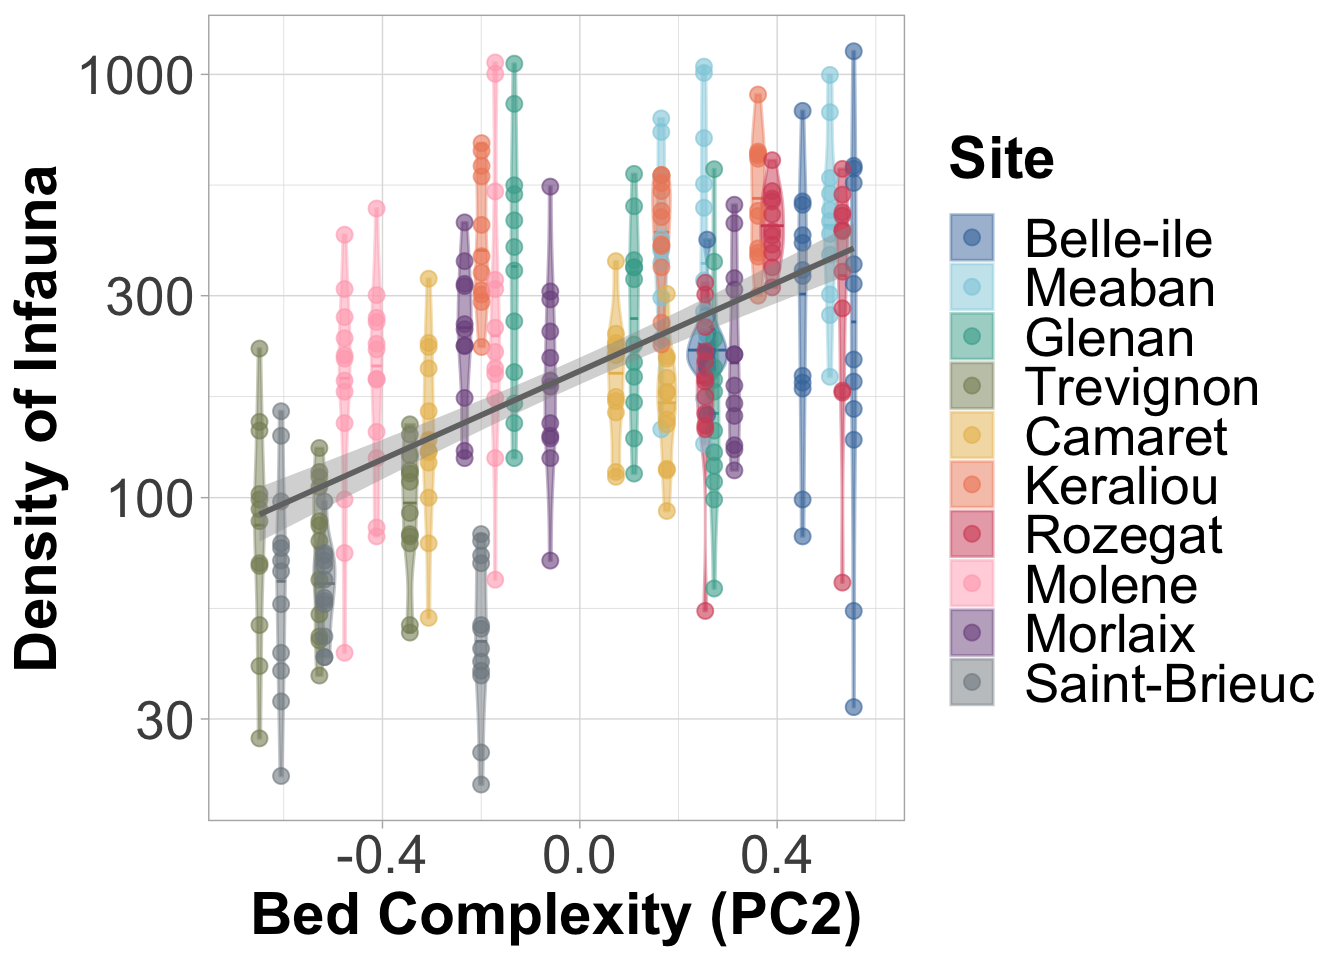 Density of Infauna
1000
300
100
30
-0.4
0.0
0.4
Bed Complexity (PC2)
Site
Belle-ile
Meaban
Glenan
Trevignon
Camaret
Keraliou
Rozegat
Molene
Morlaix
Saint-Brieuc